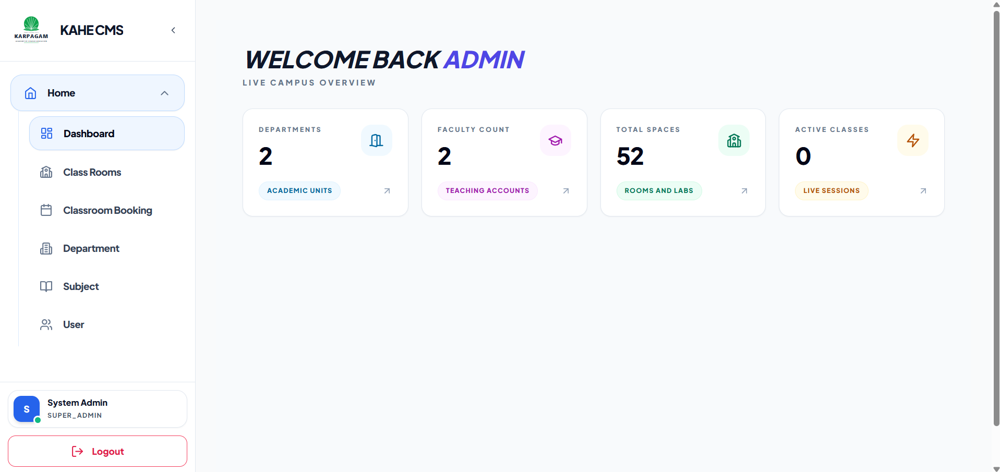 KARPAGAM
KAHE CMS
Home
Dashboard
Class Rooms
Classroom Booking
Department
Subject
User
System Admin
S
SUPER_ADMIN
Logout
WELCOME BACK ADMIN
LIVE CAMPUS OVERVIEW
DEPARTMENTS
2
ACADEMIC UNITS
FACULTY COUNT
2
TEACHING ACCOUNTS
TOTAL SPACES
52
ROOMS AND LABS
ACTIVE CLASSES
0
LIVE SESSIONS